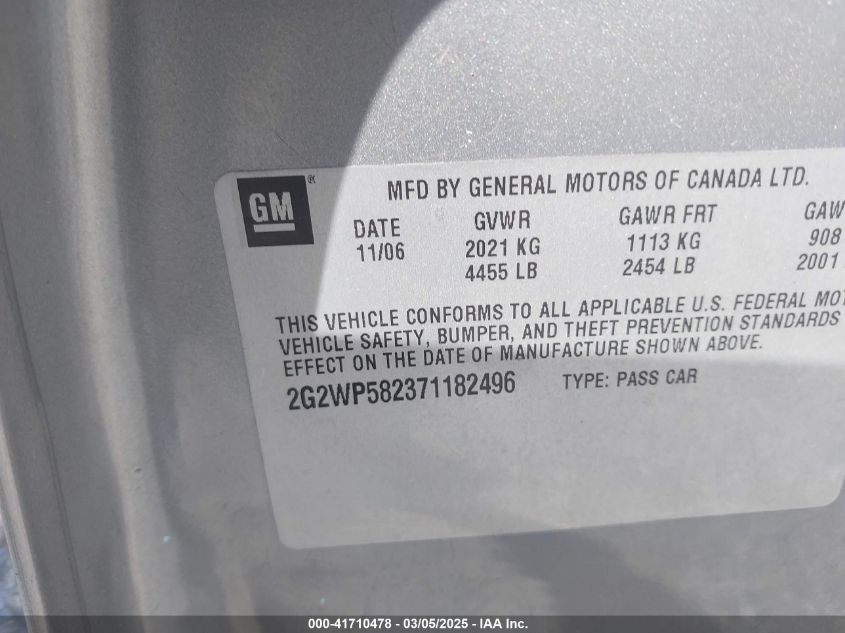 GM®
MFD BY GENERAL MOTORS OF CANADA LTD.
DATE GVWR GAWR FRT GAW
11/06 2021 KG 1113 KG 908
4455 LB 2454 LB 2001
THIS VEHICLE CONFORMS TO ALL APPLICABLE U.S. FEDERAL MOT
VEHICLE SAFETY, BUMPER, AND THEFT PREVENTION STANDARDS
EFFECT ON THE DATE OF MANUFACTURE SHOWN ABOVE.
2G2WP582371182496 TYPE: PASS CAR
000-41710478 - 03/05/2025 - IAA Inc.